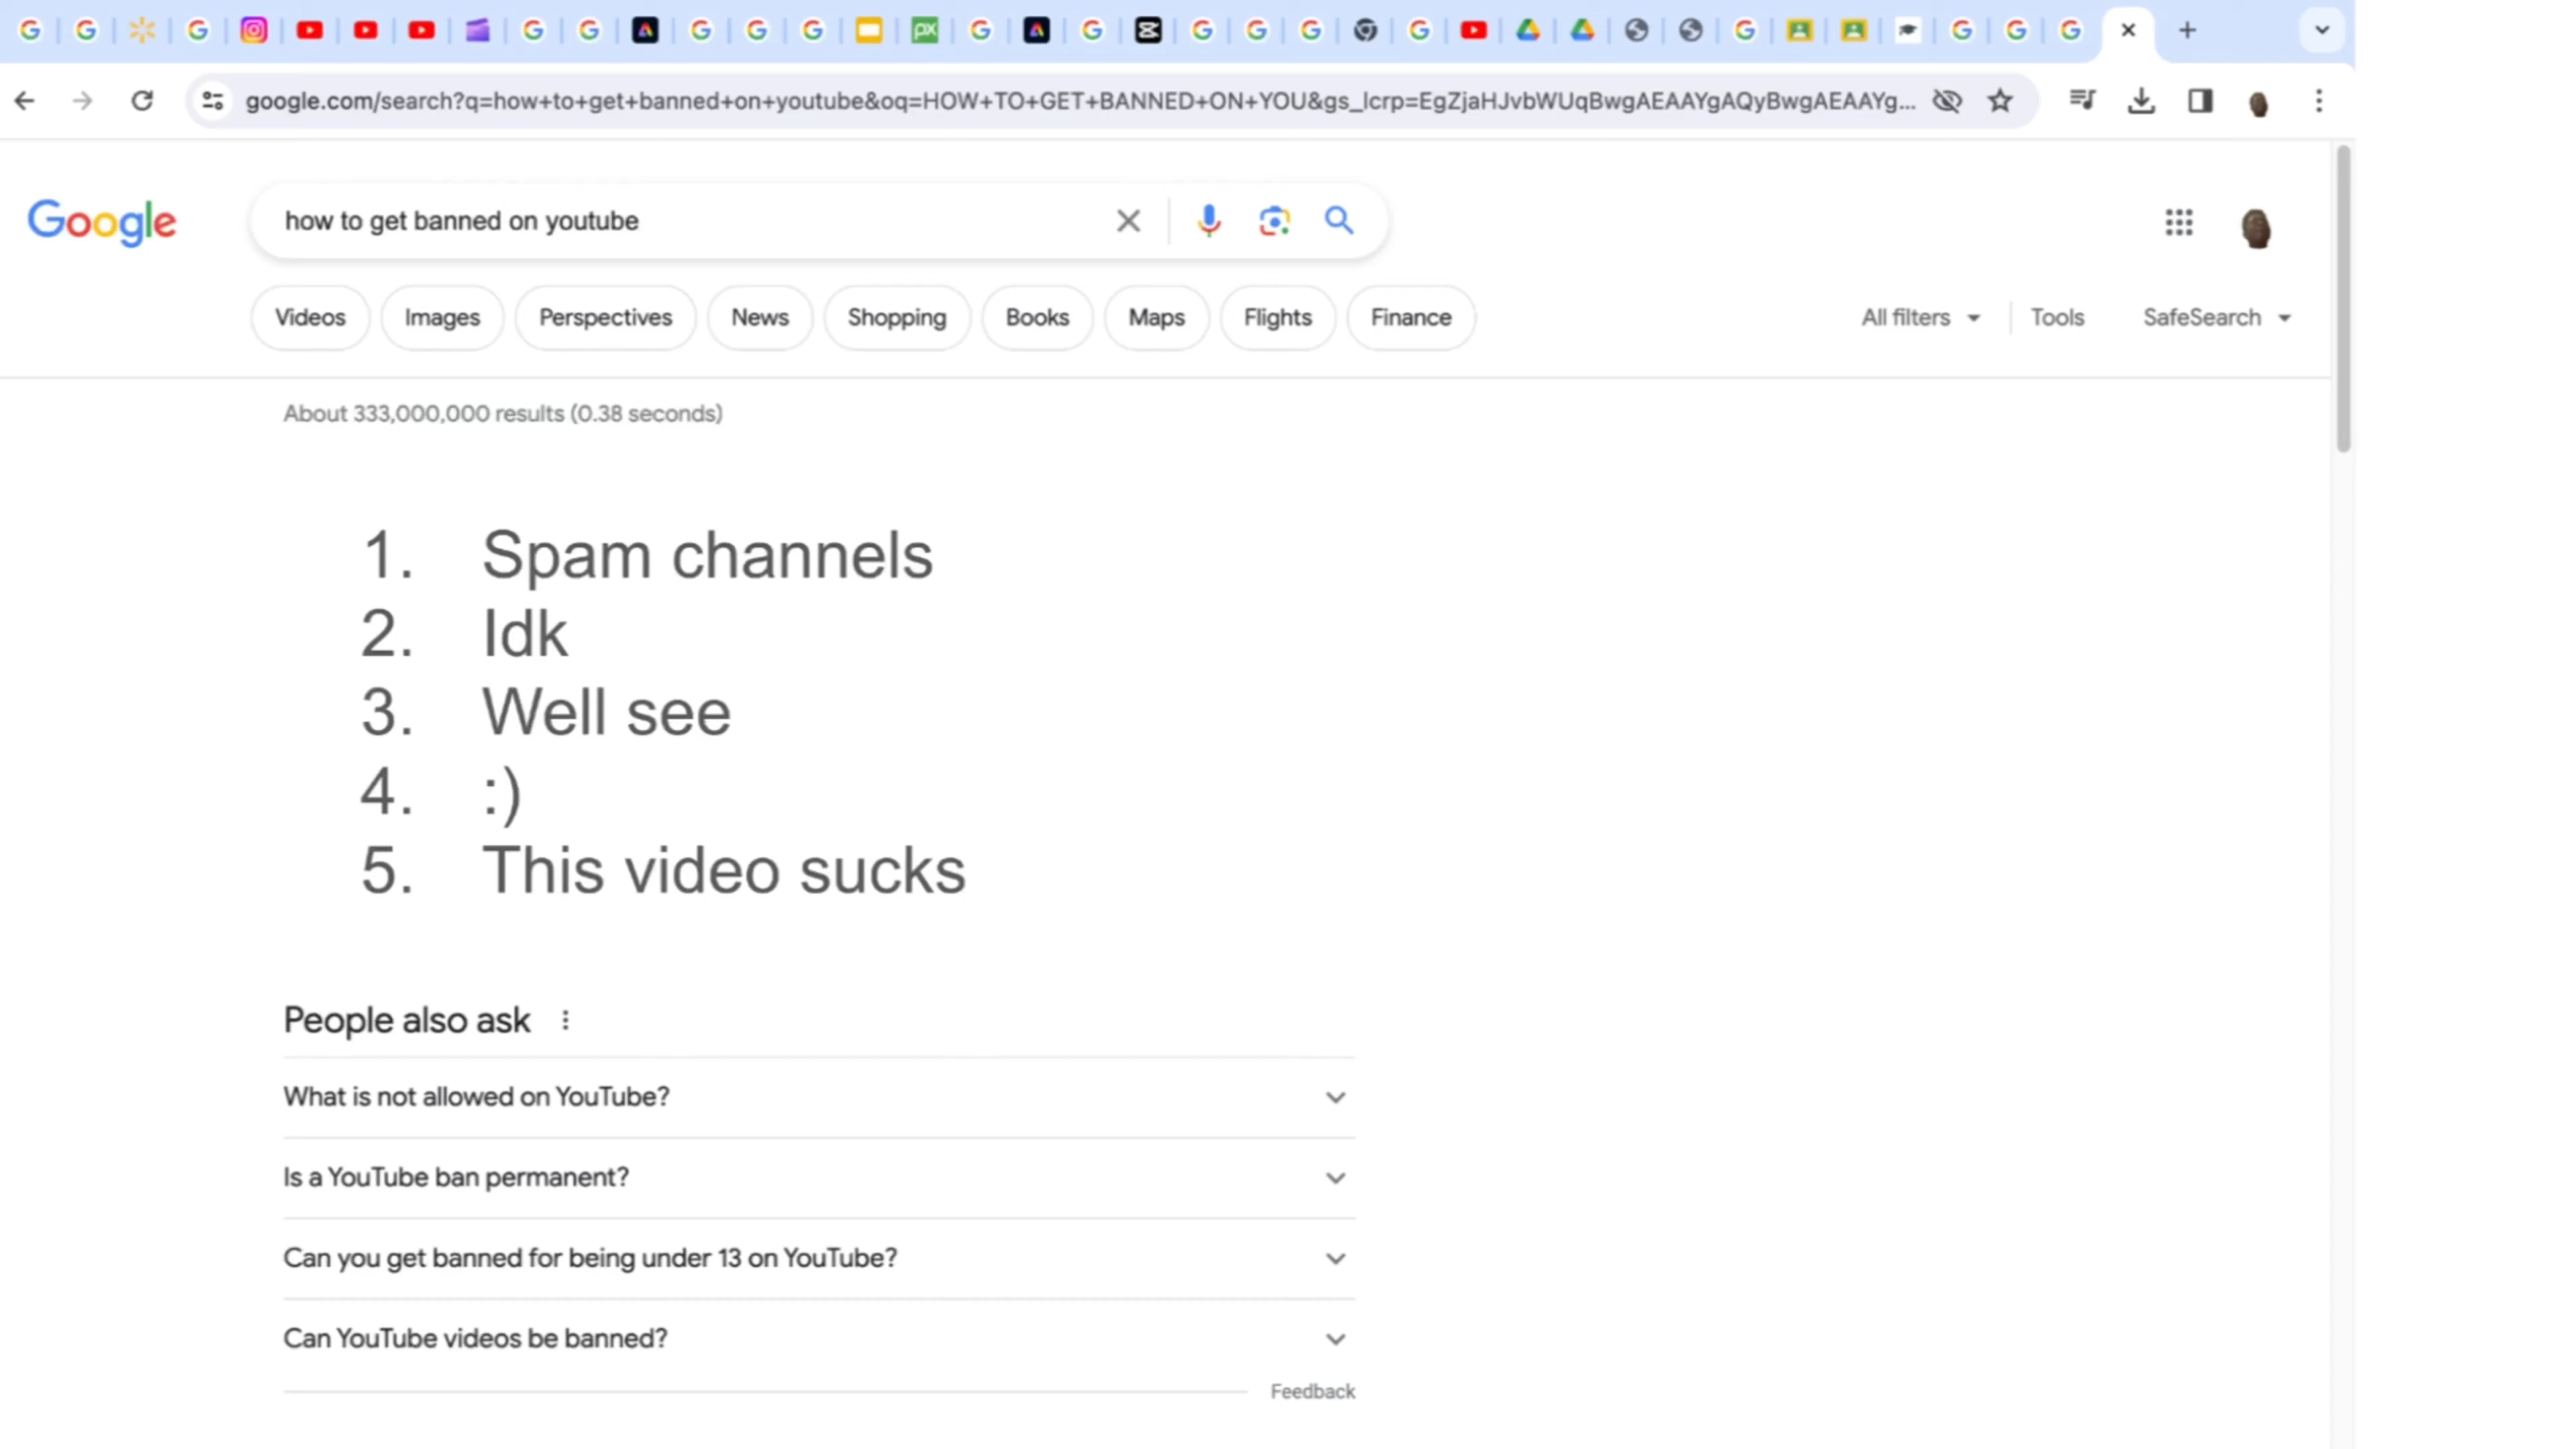 google.com/search?q=how+to+get+banned+on+youtube&oq=HOW+TO+GET+BANNED+ON+YOU&gs_lcrp=EgZjaHJvbWUqBwgAEAAYgAQyBwgAEAAYg...
Google
how to get banned on youtube
Videos Images Perspectives News Shopping Books Maps Flights Finance All filters Tools SafeSearch
About 333,000,000 results (0.38 seconds)
1. Spam channels
2. Idk
3. Well see
4. :)
5. This video sucks
People also ask
What is not allowed on YouTube?
Is a YouTube ban permanent?
Can you get banned for being under 13 on YouTube?
Can YouTube videos be banned?
Feedback